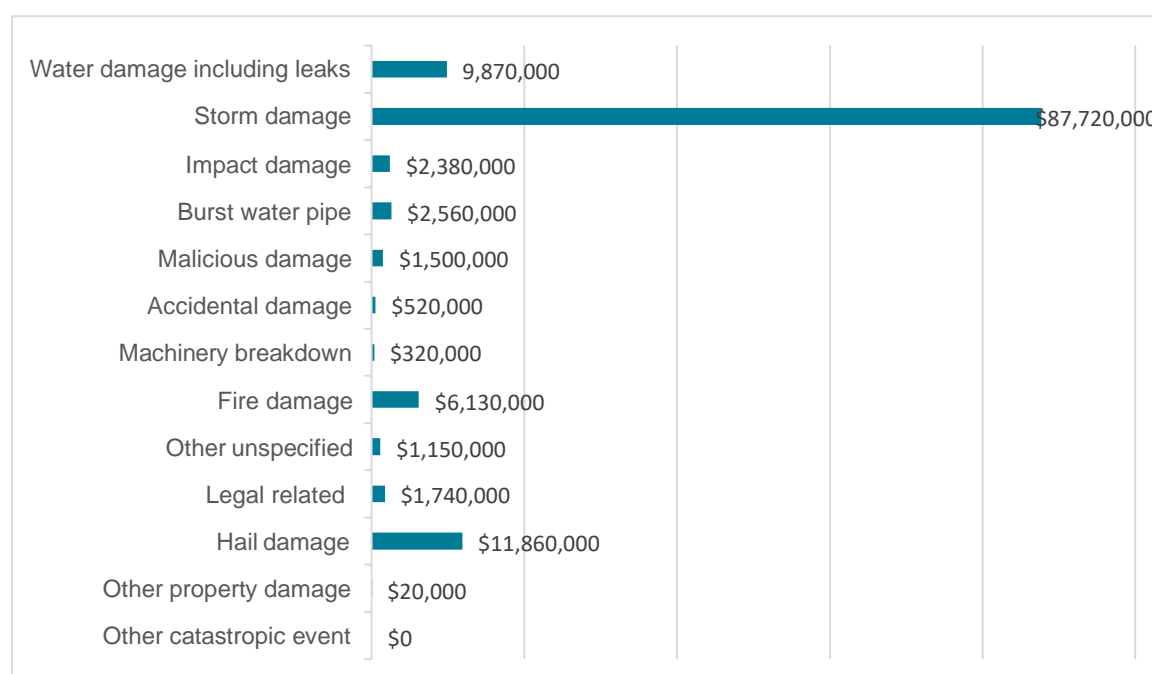 Water damage including leaks 9,870,000
Storm damage $87,720,000
Impact damage $2,380,000
Burst water pipe $2,560,000
Malicious damage $1,500,000
Accidental damage $520,000
Machinery breakdown $320,000
Fire damage $6,130,000
Other unspecified $1,150,000
Legal related $1,740,000
Hail damage $11,860,000
Other property damage $20,000
Other catastropic event $0